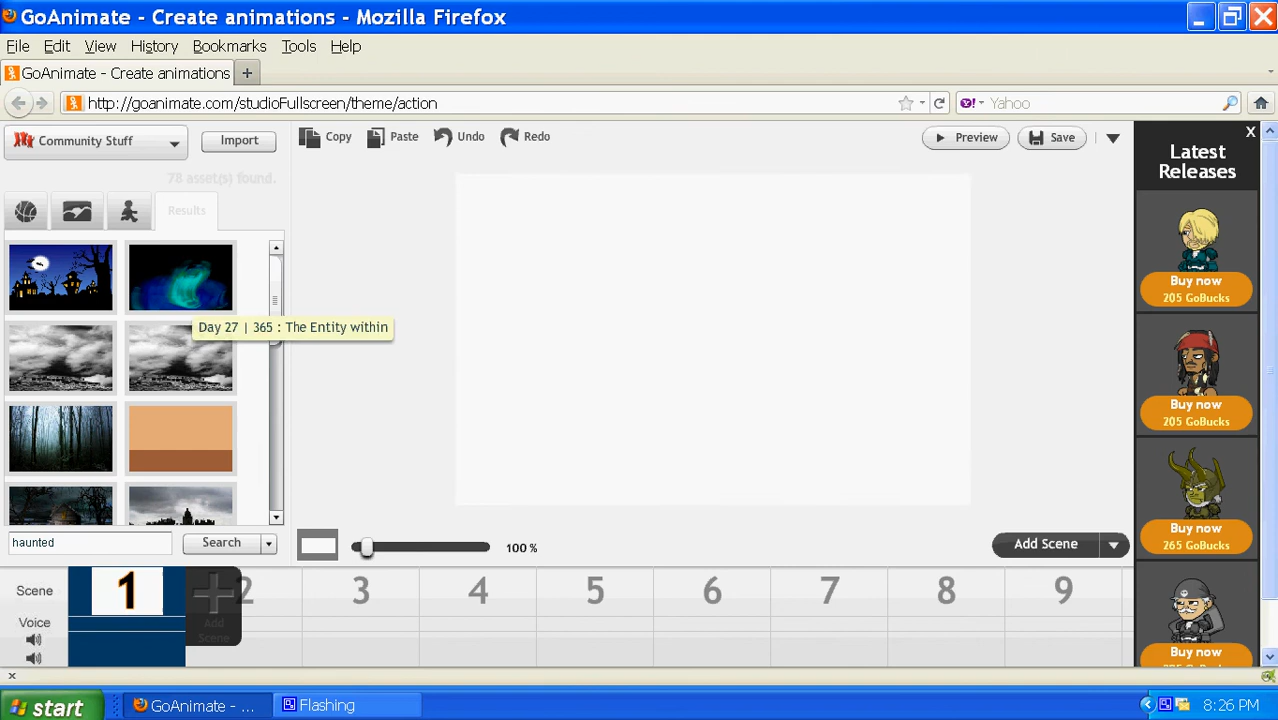 GoAnimate - Create animations - Mozilla Firefox
File Edit View History Bookmarks Tools Help
GoAnimate - Create animations
http://goanimate.com/studioFullscreen/theme/action
Yahoo
Community Stuff
Import
Copy Paste Undo Redo
Preview Save
78 asset(s) found.
Results
Day 27 | 365 : The Entity within
haunted
Search
100 %
Add Scene
Latest
Releases
Buy now
205 GoBucks
Buy now
205 GoBucks
Buy now
265 GoBucks
Buy now
Scene 1 2 3 4 5 6 7 8 9
Add
Scene
Voice
start
GoAnimate - ...
Flashing
8:26 PM